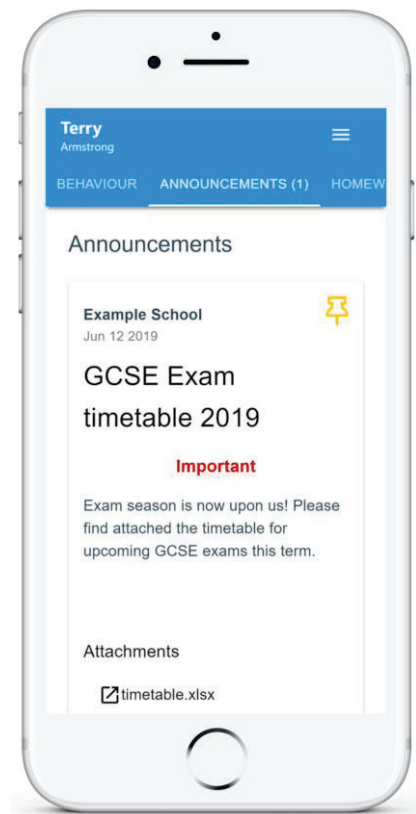 Terry
Armstrong
BEHAVIOUR ANNOUNCEMENTS (1) HOMEW
Announcements
Example School
Jun 12 2019
GCSE Exam
timetable 2019
Important
Exam season is now upon us! Please
find attached the timetable for
upcoming GCSE exams this term.
Attachments
timetable.xlsx